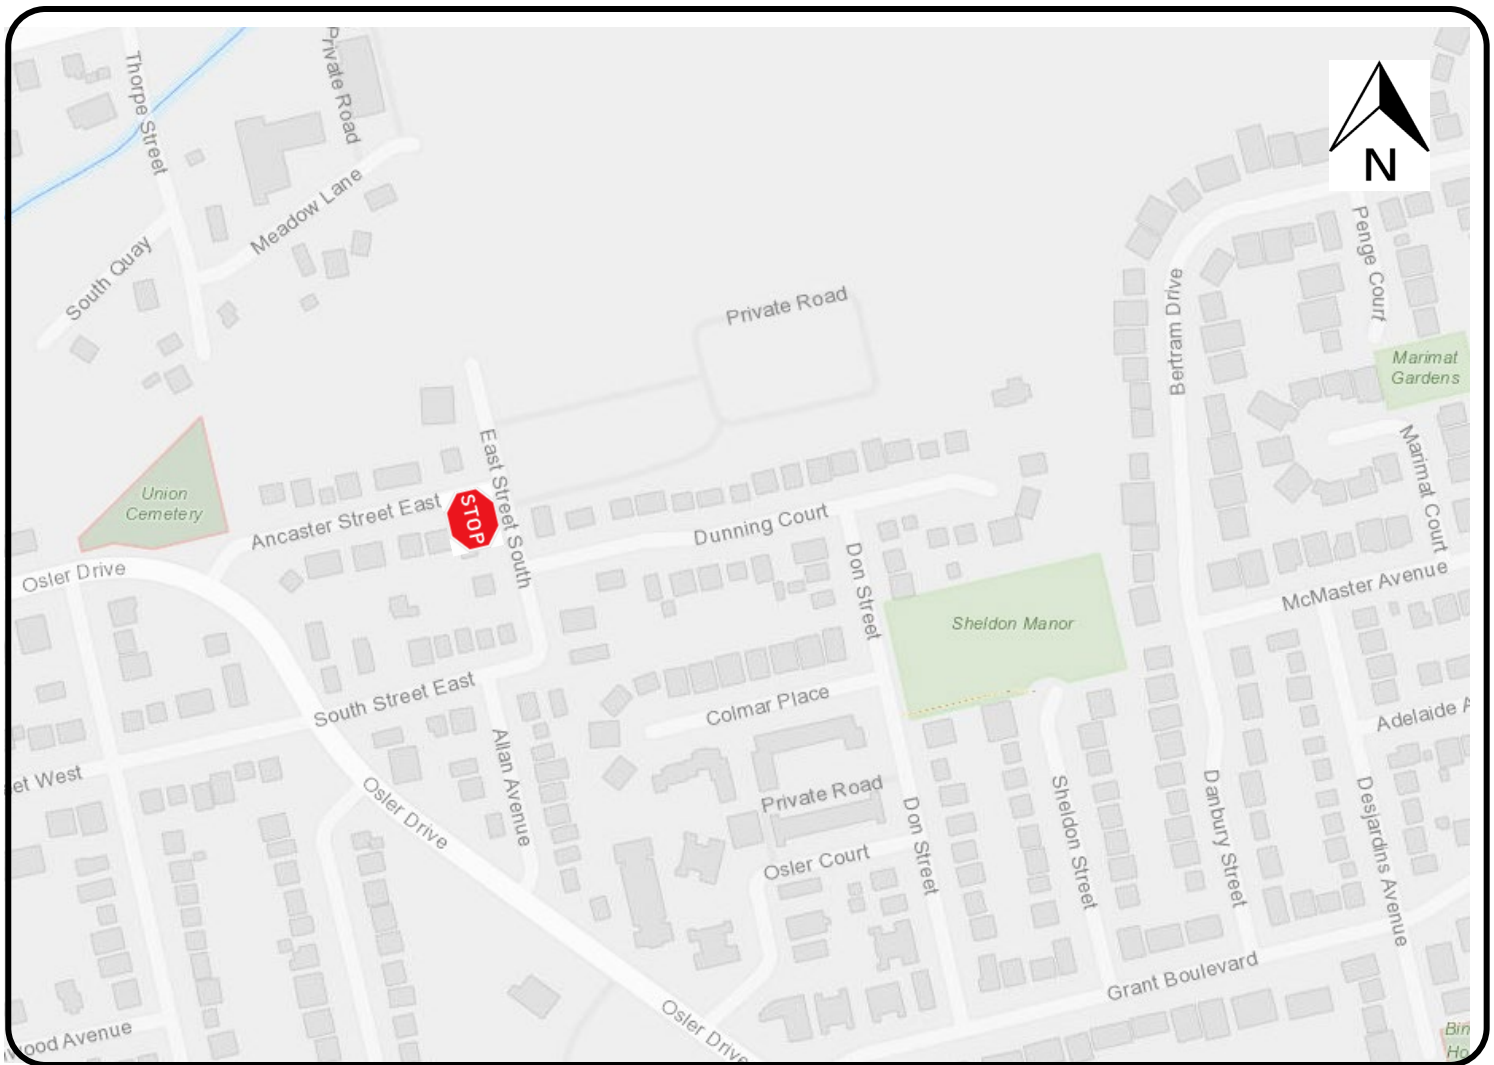 Thorpe Street
Private Road
N
Meadow Lane
South Quay
Penge Court
Bertram Drive
Private Road
Marimat
Gardens
Marimat Court
East Street South
Union
Cemetery
Ancaster Street East
STOP
Dunning Court
Osler Drive
Don Street
McMaster Avenue
Sheldon Manor
South Street East
Colmar Place
Adelaide A
et West
Allan Avenue
Osler Drive
Private Road
Sheldon Street
Danbury Street
Desjardins Avenue
Don Street
Osler Court
Grant Boulevard
Osler Drive
wood Avenue
Bin
Ho